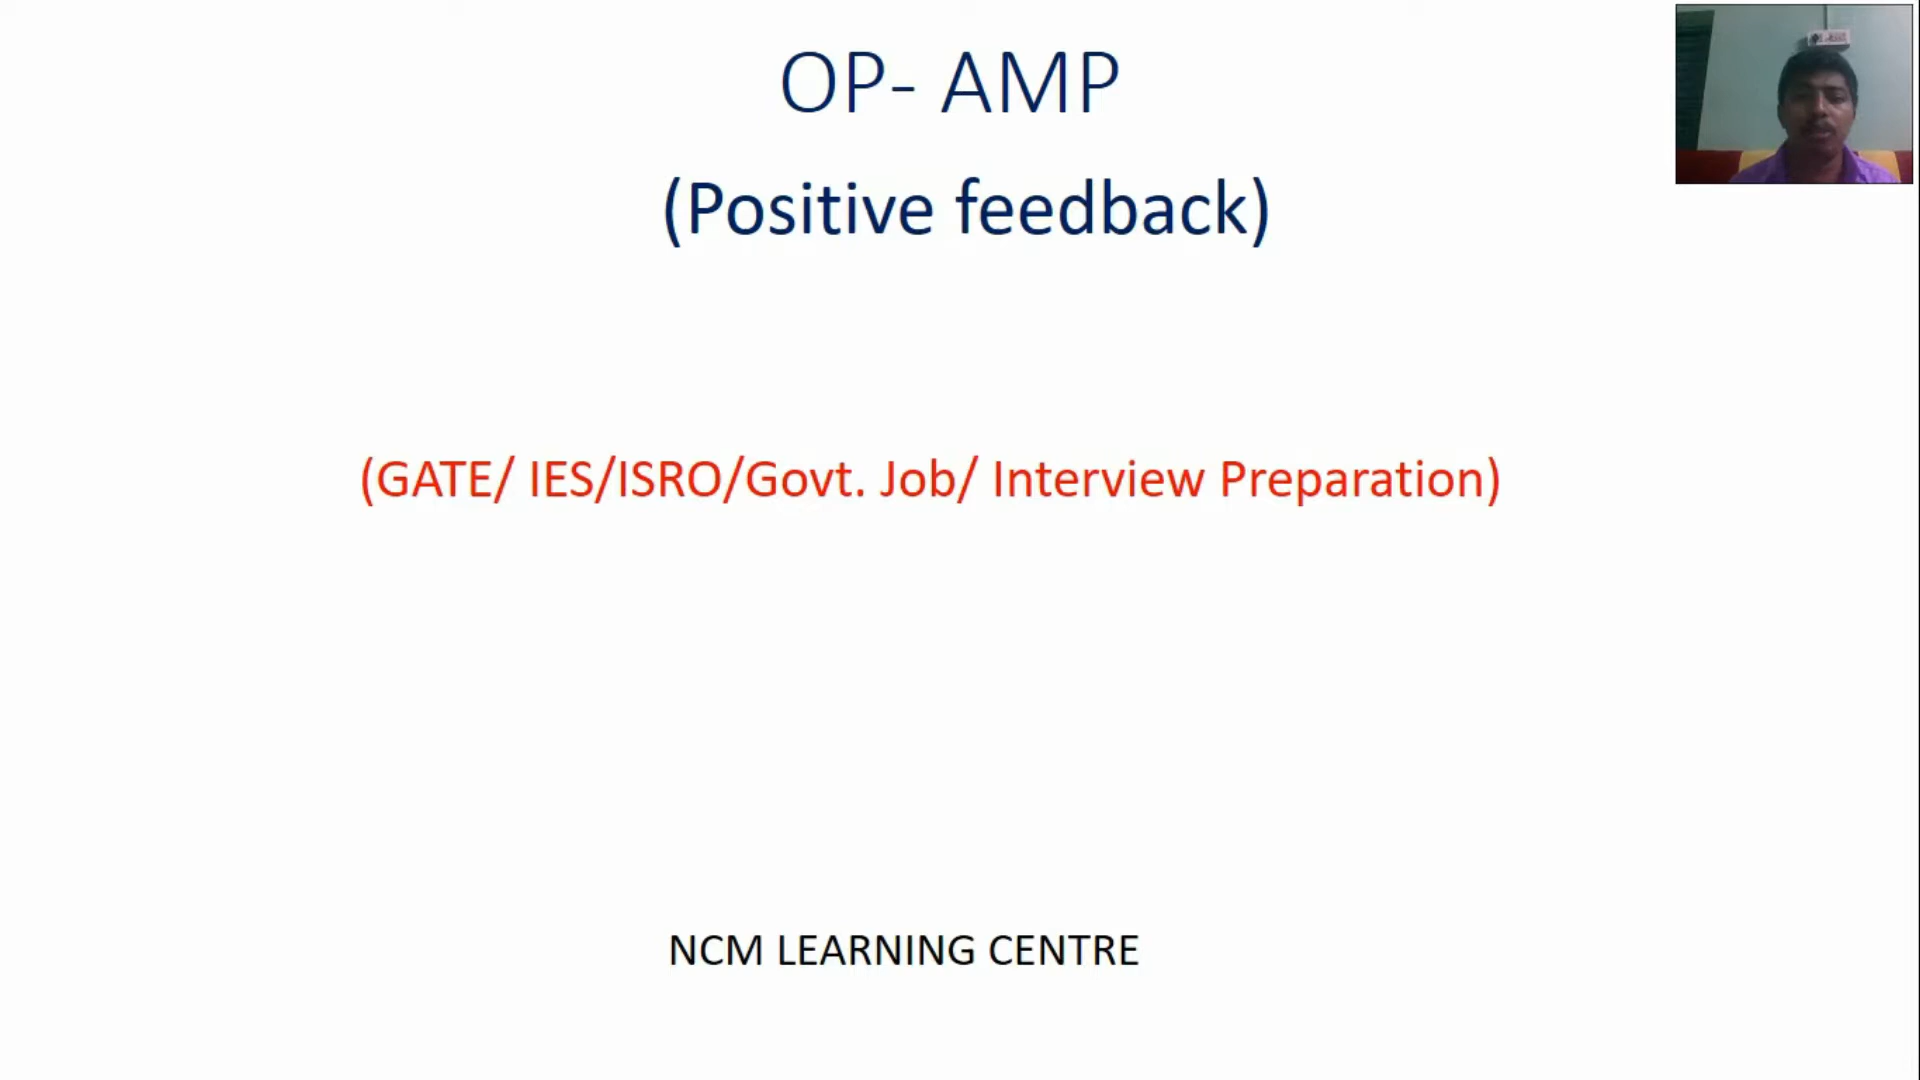 OP- AMP
(Positive feedback)
(GATE/ IES/ISRO/Govt. Job/ Interview Preparation)
NCM LEARNING CENTRE